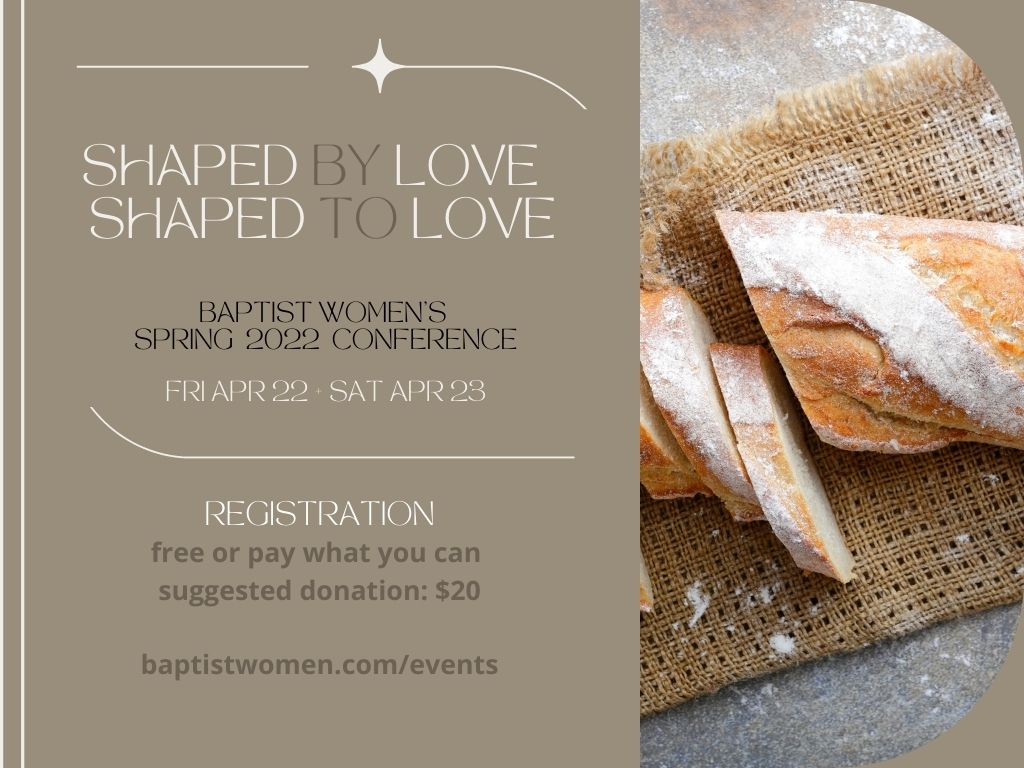 SHAPED BY LOVE
SHAPED TO LOVE
BAPTIST WOMEN'S
SPRING 2022 CONFERENCE
FRI APR 22 + SAT APR 23
REGISTRATION
free or pay what you can
suggested donation: $20
baptistwomen.com/events